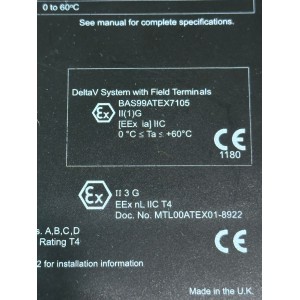 0 to 60°C
See manual for complete specifications.
DeltaV System with Field Terminals
BAS99ATEX7105
II(1)G
[EEx ia] IIC
0 °C ≤ Ta ≤ +60°C
Ex
CE
1180
Ex
II 3 G
EEx nL IIC T4
Doc. No. MTL00ATEX01-8922
CE
s. A,B,C,D
Rating T4
2 for installation information
Made in the U.K.